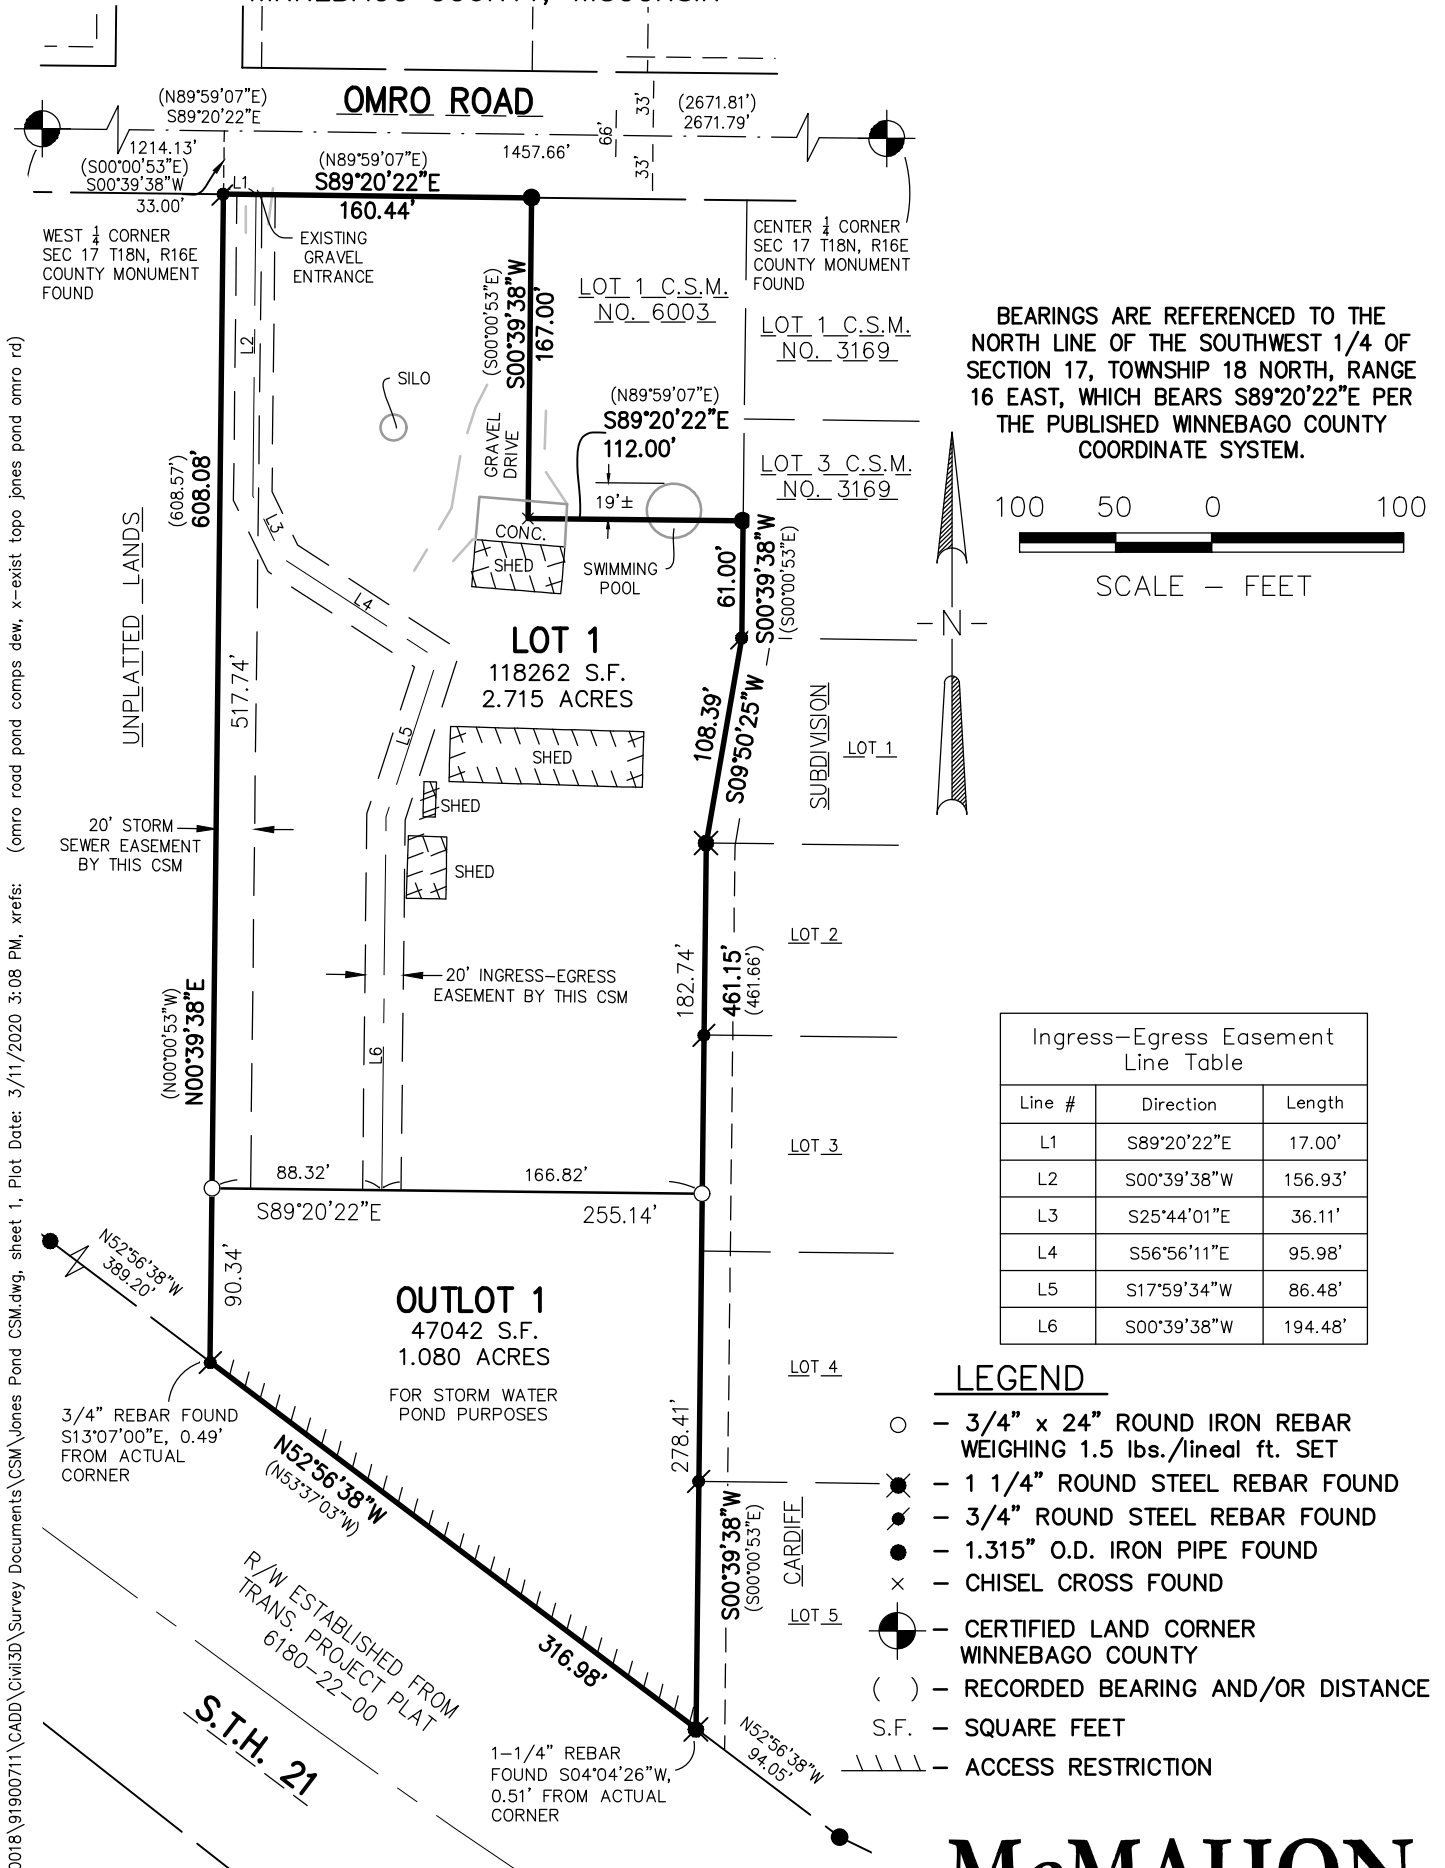 OMRO ROAD
(N89°59'07"E)
S89°20'22"E
(2671.81')
2671.79'
33'
66'
33'
1214.13'
(S00°00'53"E)
S00°39'38"W
33.00'
L1
(N89°59'07"E)
S89°20'22"E
160.44'
1457.66'
WEST 1/4 CORNER
SEC 17 T18N, R16E
COUNTY MONUMENT
FOUND
EXISTING
GRAVEL
ENTRANCE
CENTER 1/4 CORNER
SEC 17 T18N, R16E
COUNTY MONUMENT
FOUND
(S00°00'53"E)
S00°39'38"W
167.00'
LOT 1 C.S.M.
NO. 6003
LOT 1 C.S.M.
NO. 3169
BEARINGS ARE REFERENCED TO THE
NORTH LINE OF THE SOUTHWEST 1/4 OF
SECTION 17, TOWNSHIP 18 NORTH, RANGE
16 EAST, WHICH BEARS S89°20'22"E PER
THE PUBLISHED WINNEBAGO COUNTY
COORDINATE SYSTEM.
L2
SILO
(N89°59'07"E)
S89°20'22"E
112.00'
GRAVEL
DRIVE
LOT 3 C.S.M.
NO. 3169
19'±
(608.57')
608.08'
L3
CONC.
SHED
SWIMMING
POOL
61.00'
S00°39'38"W
(S00°00'53"E)
100 50 0 100
SCALE - FEET
N
UNPLATTED LANDS
L4
LOT 1
118262 S.F.
2.715 ACRES
517.74'
L5
SHED
108.39'
S09°50'25"W
SUBDIVISION
LOT 1
SHED
20' STORM
SEWER EASEMENT
BY THIS CSM
SHED
LOT 2
20' INGRESS-EGRESS
EASEMENT BY THIS CSM
182.74'
461.15'
(461.66')
(N00°00'53"W)
N00°39'38"E
L6
LOT 3
88.32'
166.82'
S89°20'22"E
255.14'
Ingress-Egress Easement
Line Table
Line # Direction Length
L1 S89°20'22"E 17.00'
L2 S00°39'38"W 156.93'
L3 S25°44'01"E 36.11'
L4 S56°56'11"E 95.98'
L5 S17°59'34"W 86.48'
L6 S00°39'38"W 194.48'
N52°56'38"W
389.20'
90.34'
OUTLOT 1
47042 S.F.
1.080 ACRES
FOR STORM WATER
POND PURPOSES
LOT 4
278.41'
3/4" REBAR FOUND
S13°07'00"E, 0.49'
FROM ACTUAL
CORNER
N52°56'38"W
(N53°37'03"W)
316.98'
S00°39'38"W
(S00°00'53"E)
CARDIFF
LOT 5
R/W ESTABLISHED FROM
TRANS. PROJECT PLAT
6180-22-00
S.T.H. 21
1-1/4" REBAR
FOUND S04°04'26"W,
0.51' FROM ACTUAL
CORNER
N52°56'38"W
94.05'
LEGEND
- 3/4" x 24" ROUND IRON REBAR
WEIGHING 1.5 lbs./lineal ft. SET
- 1 1/4" ROUND STEEL REBAR FOUND
- 3/4" ROUND STEEL REBAR FOUND
- 1.315" O.D. IRON PIPE FOUND
- CHISEL CROSS FOUND
- CERTIFIED LAND CORNER
WINNEBAGO COUNTY
( ) - RECORDED BEARING AND/OR DISTANCE
S.F. - SQUARE FEET
- ACCESS RESTRICTION
McMAHON
0018\91900711\CADD\Civil3D\Survey Documents\CSM\Jones Pond CSM.dwg, sheet 1, Plot Date: 3/11/2020 3:08 PM, xrefs: (omro road pond comps dew, x-exist topo jones pond omro rd)